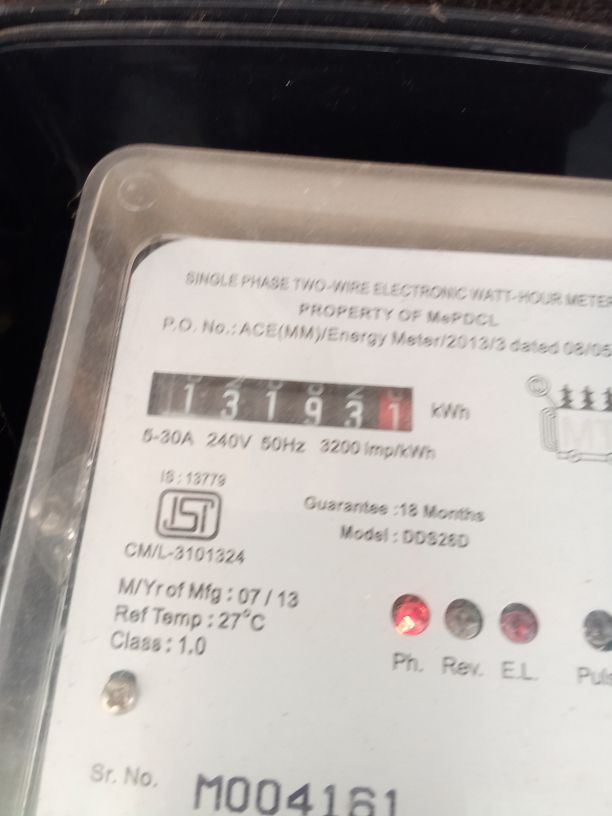 SINGLE PHASE TWO-WIRE ELECTRONIC WATT-HOUR METER
PROPERTY OF MePDCL
P.O. No.: ACE(MM)/Energy Meter/2013/3 dated 08/05
131931 kWh
5-30A 240V 50Hz 3200 imp/kWh
IS : 13779
ISI
CM/L-3101324
Guarantee :18 Months
Model : DDS26D
M/Yr of Mfg : 07 / 13
Ref Temp : 27°C
Class : 1.0
Ph. Rev. E.L. Puls
Sr. No. M004161